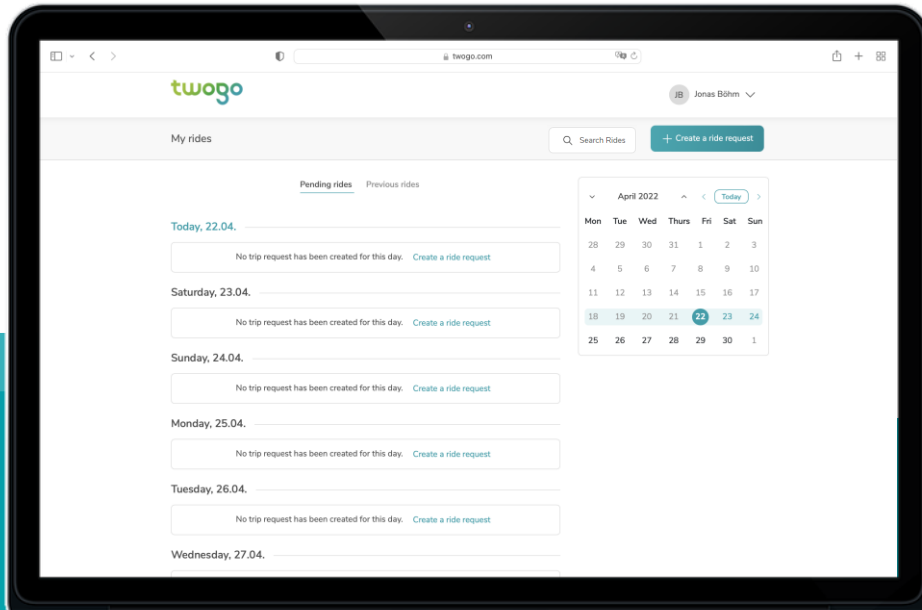 twogo.com
twogo
JB Jonas Böhm
My rides
Search Rides
+ Create a ride request
Pending rides Previous rides
Today, 22.04.
No trip request has been created for this day. Create a ride request
Saturday, 23.04.
No trip request has been created for this day. Create a ride request
Sunday, 24.04.
No trip request has been created for this day. Create a ride request
Monday, 25.04.
No trip request has been created for this day. Create a ride request
Tuesday, 26.04.
No trip request has been created for this day. Create a ride request
Wednesday, 27.04.
April 2022 Today
Mon Tue Wed Thurs Fri Sat Sun
28 29 30 31 1 2 3
4 5 6 7 8 9 10
11 12 13 14 15 16 17
18 19 20 21 22 23 24
25 26 27 28 29 30 1